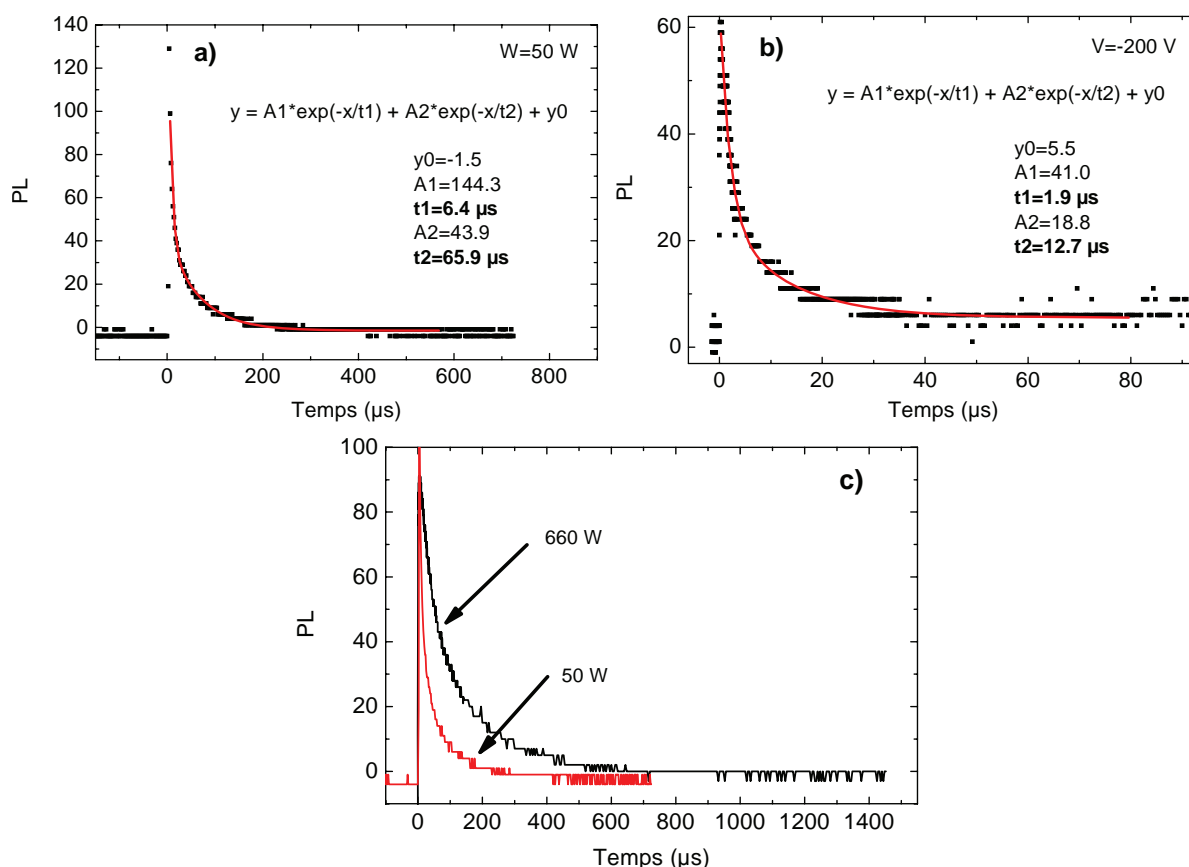 a)
W=50 W
y = A1*exp(-x/t1) + A2*exp(-x/t2) + y0
y0=-1.5
A1=144.3
t1=6.4 µs
A2=43.9
t2=65.9 µs
140
120
100
80
60
40
20
0
-20
PL
0
200
400
600
800
Temps (µs)
b)
V=-200 V
y = A1*exp(-x/t1) + A2*exp(-x/t2) + y0
y0=5.5
A1=41.0
t1=1.9 µs
A2=18.8
t2=12.7 µs
60
40
20
0
PL
0
20
40
60
80
Temps (µs)
c)
660 W
50 W
100
80
60
40
20
0
PL
0
200
400
600
800
1000
1200
1400
Temps (µs)